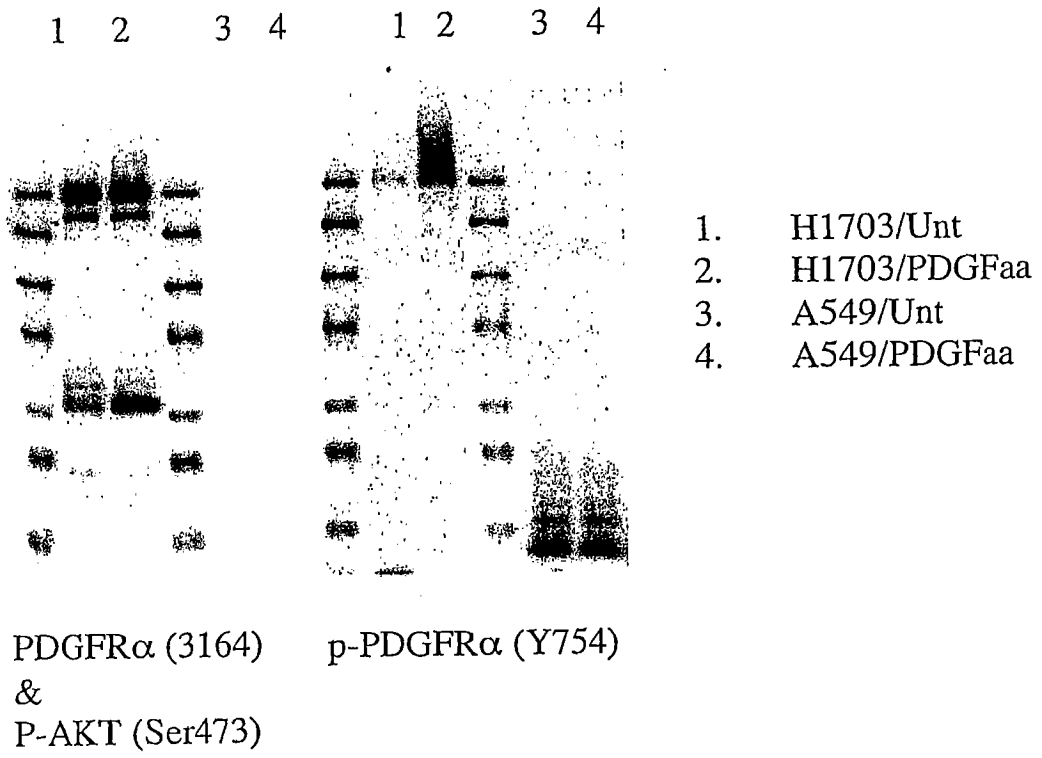 1 2 3 4 1 2 3 4
1. H1703/Unt
2. H1703/PDGFaa
3. A549/Unt
4. A549/PDGFaa
PDGFRα (3164)
&
P-AKT (Ser473)
p-PDGFRα (Y754)